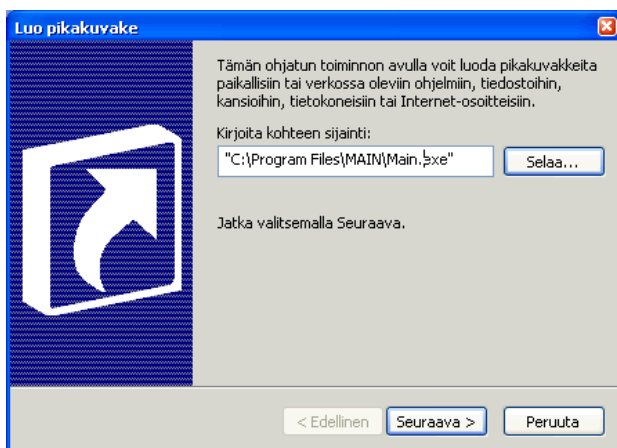 Luo pikakuvake
Tämän ohjatun toiminnon avulla voit luoda pikakuvakkeita
paikallisiin tai verkossa oleviin ohjelmiin, tiedostoihin,
kansioihin, tietokoneisiin tai Internet-osoitteisiin.
Kirjoita kohteen sijainti:
"C:\Program Files\MAIN\Main.exe"
Selaa...
Jatka valitsemalla Seuraava.
< Edellinen
Seuraava >
Peruuta